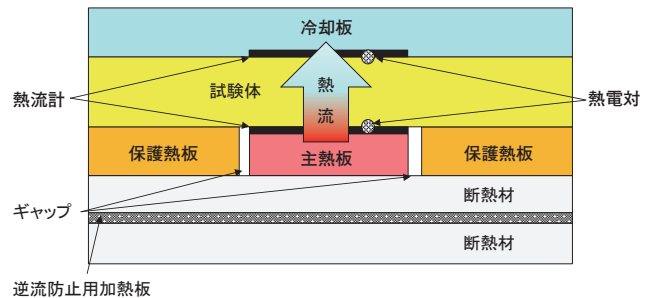 冷却板
熱流計
試験体
熱
流
熱電対
保護熱板
主熱板
保護熱板
ギャップ
断熱材
断熱材
逆流防止用加熱板